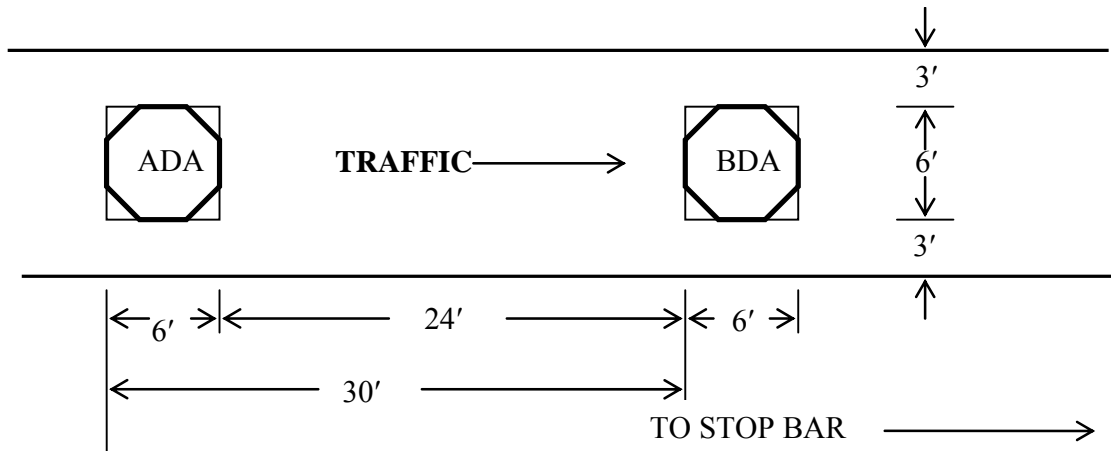 3′
ADA
TRAFFIC
BDA
6′
3′
6′
24′
6′
30′
TO STOP BAR